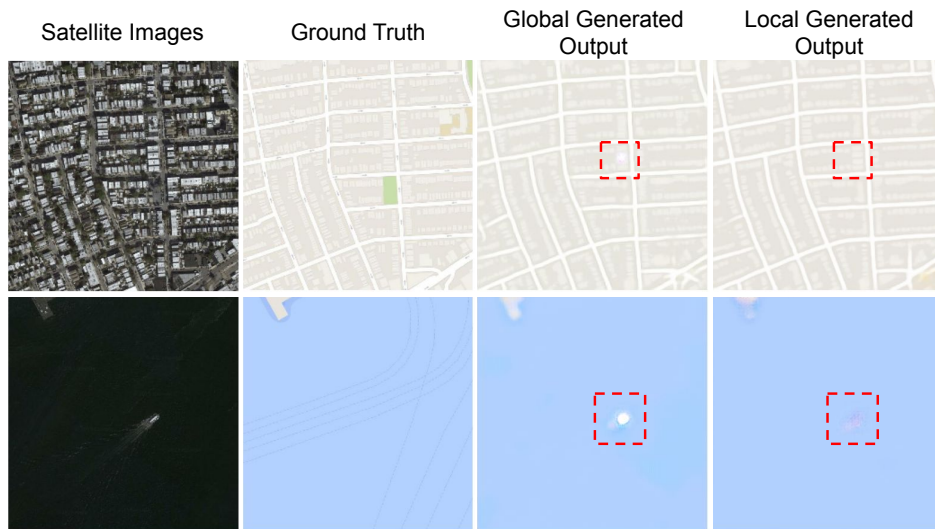 Satellite Images
Ground Truth
Global Generated
Output
Local Generated
Output